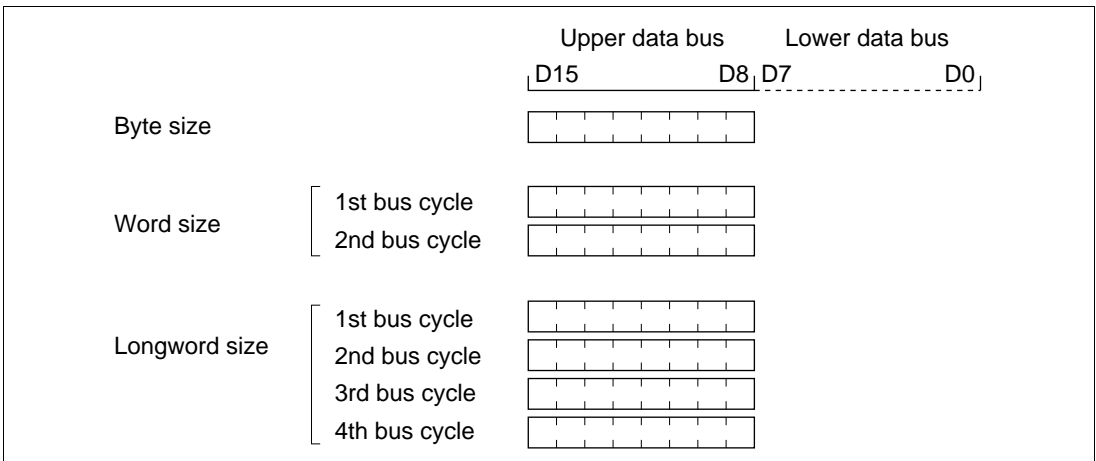 Upper data bus Lower data bus
D15 D8 D7 D0
Byte size
1st bus cycle
Word size
2nd bus cycle
1st bus cycle
Longword size
2nd bus cycle
3rd bus cycle
4th bus cycle